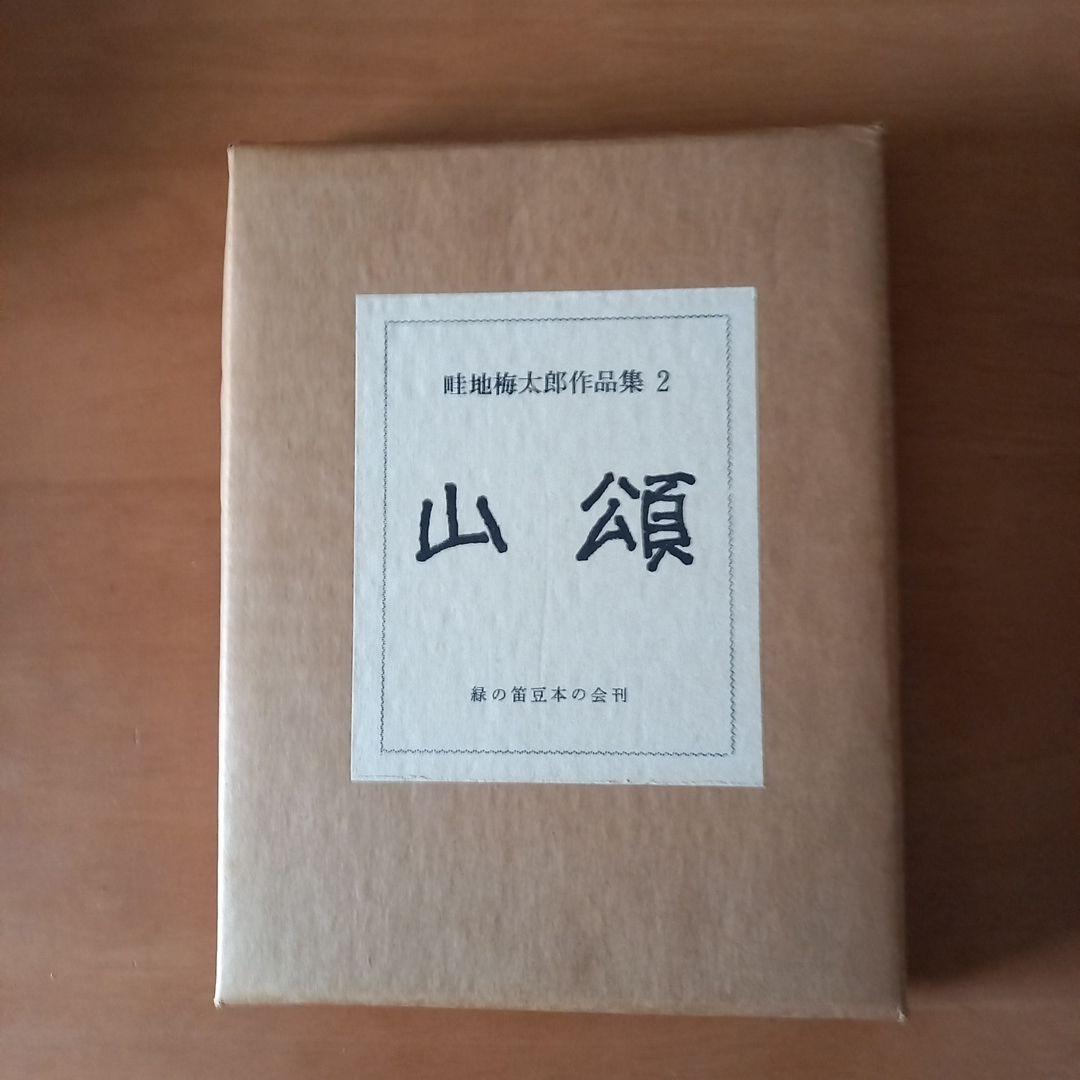 畦地梅太郎作品集 2
山 頌
緑の笛豆本の会刊